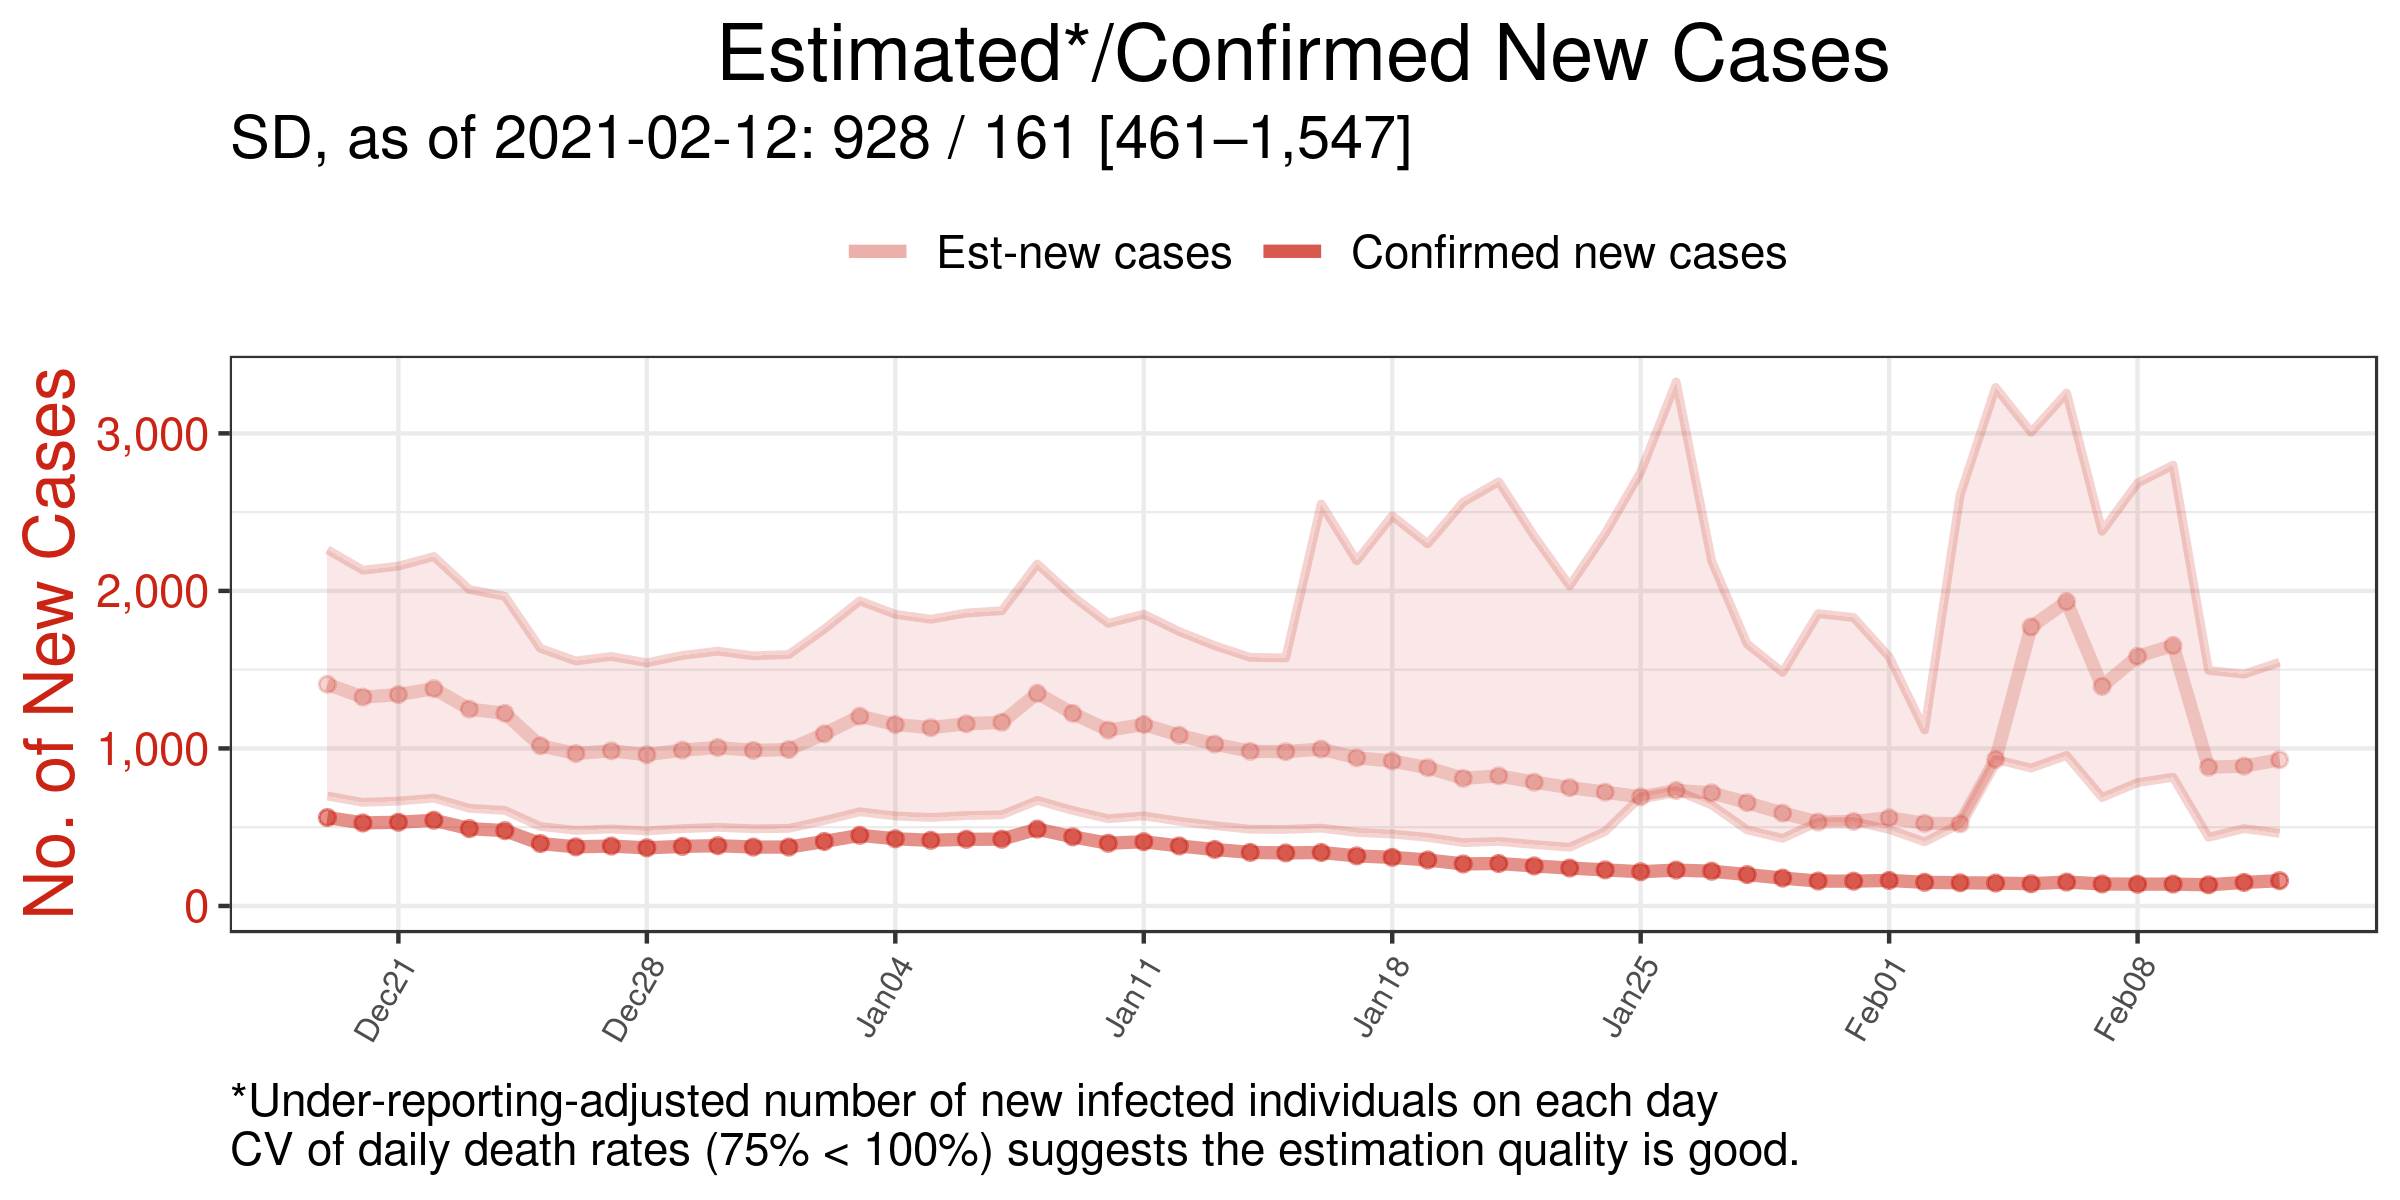 Estimated*/Confirmed New Cases
SD, as of 2021-02-12: 928 / 161 [461–1,547]
Est-new cases
Confirmed new cases
No. of New Cases
3,000
2,000
1,000
0
Dec21
Dec28
Jan04
Jan11
Jan18
Jan25
Feb01
Feb08
*Under-reporting-adjusted number of new infected individuals on each day
CV of daily death rates (75% < 100%) suggests the estimation quality is good.